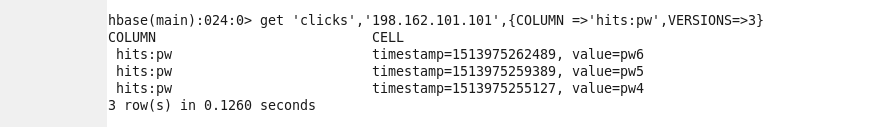 hbase(main):024:0> get 'clicks','198.162.101.101',{COLUMN =>'hits:pw',VERSIONS=>3}
COLUMN                           CELL
 hits:pw                         timestamp=1513975262489, value=pw6
 hits:pw                         timestamp=1513975259389, value=pw5
 hits:pw                         timestamp=1513975255127, value=pw4
3 row(s) in 0.1260 seconds